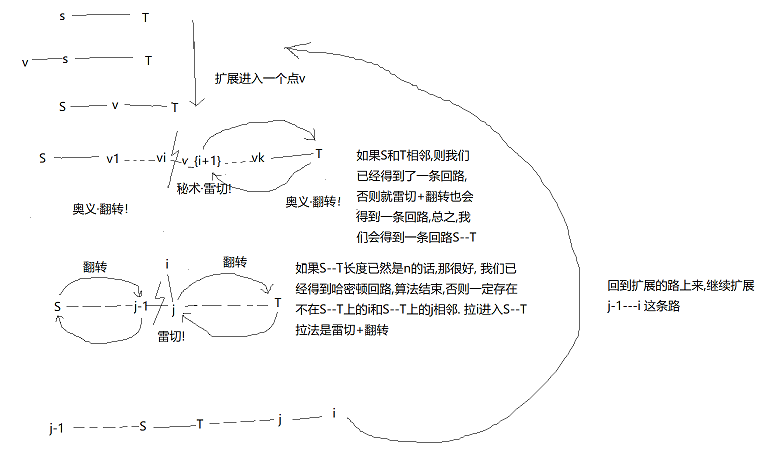 s T
v s T
扩展进入一个点v
S v T
S v1 vi v_{i+1} vk T
秘术·雷切!
奥义·翻转!
奥义·翻转!
如果S和T相邻,则我们
已经得到了一条回路,
否则就雷切+翻转也会
得到一条回路,总之,我
们会得到一条回路S--T
翻转
i
翻转
S j-1 j T
雷切!
如果S--T长度已然是n的话,那很好, 我们已
经得到哈密顿回路,算法结束,否则一定存在
不在S--T上的i和S--T上的j相邻. 拉i进入S--T
拉法是雷切+翻转
回到扩展的路上来,继续扩展
j-1---i 这条路
j-1 S T j i